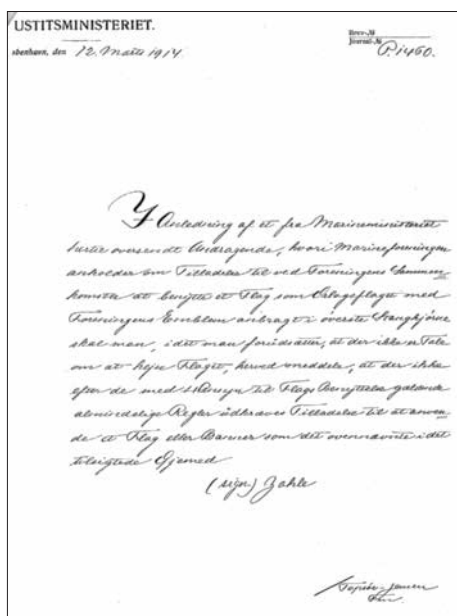 USTITSMINISTERIET.
øbenhavn, den 12. Marts 1914
Brev-№
Journal-№ P. 1460.
I Anledning af et fra Marineministeriet
hertil oversendt Andragende, hvori Marineforeningen
anholder om Tilladelse til ved Foreningens Sammen-
komster at benytte et Flag som Orlogsflaget med
Foreningens Emblem anbragt i øverste Stanghjørne
skal man, idet man forudsætter, at der ikke er Tale
om at hejse Flaget, herved meddele, at der ikke
efter de med Hensyn til Flags Benyttelse gældende
almindelige Regler udkræves Tilladelse til at anven-
de et Flag eller Banner som det ovennævnte i det
tilsigtede Øjemed
(sign.) Zahle